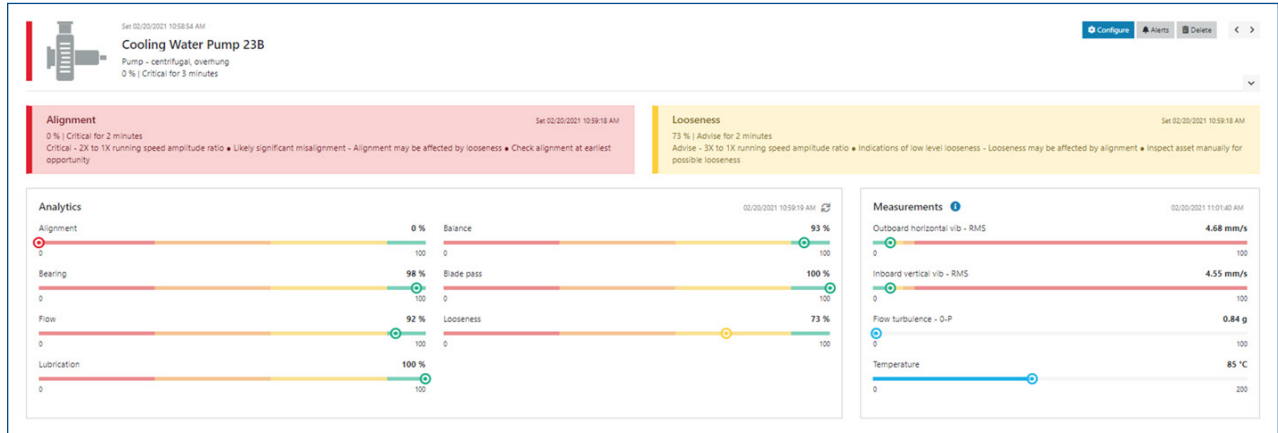 Sat 02/20/2021 10:58:54 AM
Cooling Water Pump 23B
Pump - centrifugal, overhung
0 % | Critical for 3 minutes
Configure Alerts Delete
Alignment Sat 02/20/2021 10:59:18 AM
0 % | Critical for 2 minutes
Critical - 2X to 1X running speed amplitude ratio ● Likely significant misalignment - Alignment may be affected by looseness ● Check alignment at earliest
opportunity
Looseness Sat 02/20/2021 10:59:18 AM
73 % | Advise for 2 minutes
Advise - 3X to 1X running speed amplitude ratio ● Indications of low level looseness - Looseness may be affected by alignment ● Inspect asset manually for
possible looseness
Analytics 02/20/2021 10:59:19 AM
Alignment 0 %
0 100
Bearing 98 %
0 100
Flow 92 %
0 100
Lubrication 100 %
0 100
Balance 93 %
0 100
Blade pass 100 %
0 100
Looseness 73 %
0 100
Measurements 02/20/2021 11:01:40 AM
Outboard horizontal vib - RMS 4.68 mm/s
0 100
Inboard vertical vib - RMS 4.55 mm/s
0 100
Flow turbulence - 0-P 0.84 g
0 100
Temperature 85 °C
0 200